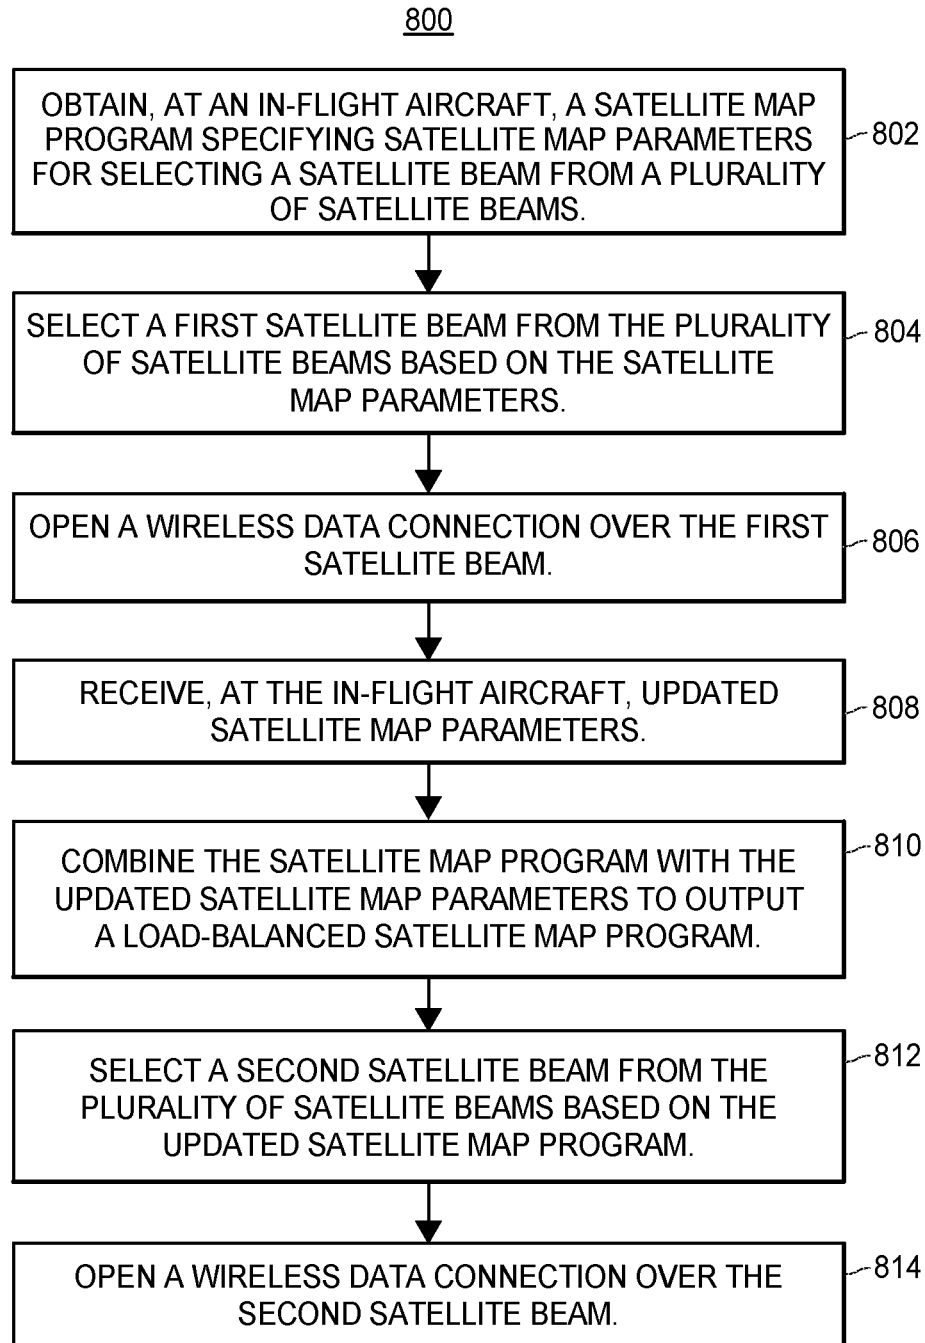 800
OBTAIN, AT AN IN-FLIGHT AIRCRAFT, A SATELLITE MAP
PROGRAM SPECIFYING SATELLITE MAP PARAMETERS
FOR SELECTING A SATELLITE BEAM FROM A PLURALITY
OF SATELLITE BEAMS.
802
SELECT A FIRST SATELLITE BEAM FROM THE PLURALITY
OF SATELLITE BEAMS BASED ON THE SATELLITE
MAP PARAMETERS.
804
OPEN A WIRELESS DATA CONNECTION OVER THE FIRST
SATELLITE BEAM.
806
RECEIVE, AT THE IN-FLIGHT AIRCRAFT, UPDATED
SATELLITE MAP PARAMETERS.
808
COMBINE THE SATELLITE MAP PROGRAM WITH THE
UPDATED SATELLITE MAP PARAMETERS TO OUTPUT
A LOAD-BALANCED SATELLITE MAP PROGRAM.
810
SELECT A SECOND SATELLITE BEAM FROM THE
PLURALITY OF SATELLITE BEAMS BASED ON THE
UPDATED SATELLITE MAP PROGRAM.
812
OPEN A WIRELESS DATA CONNECTION OVER THE
SECOND SATELLITE BEAM.
814